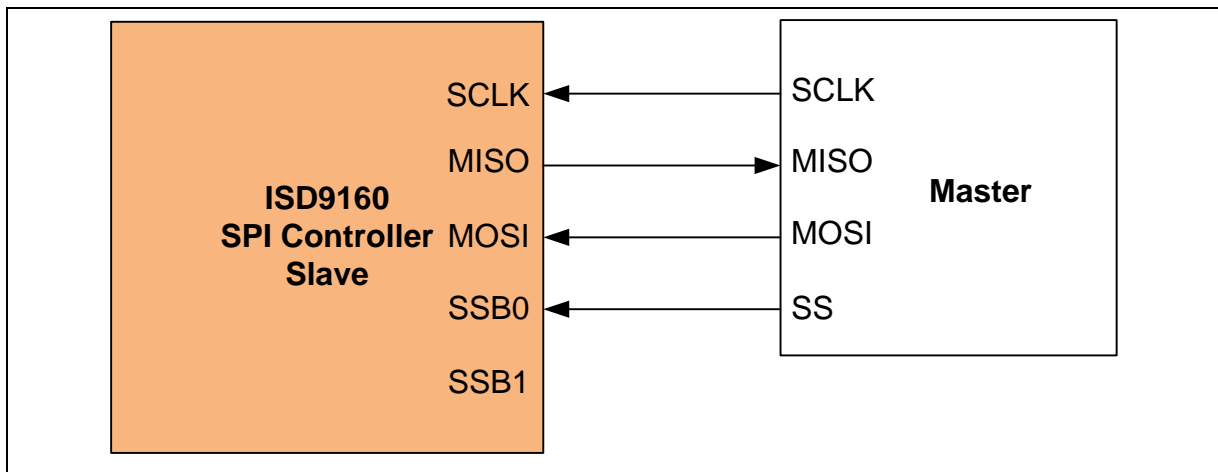 SCLK
MISO
ISD9160
SPI Controller
Slave
MOSI
SSB0
SSB1
SCLK
MISO
Master
MOSI
SS